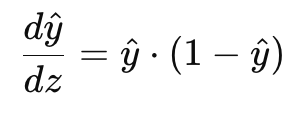 dŷ/dz = ŷ · (1 − ŷ)